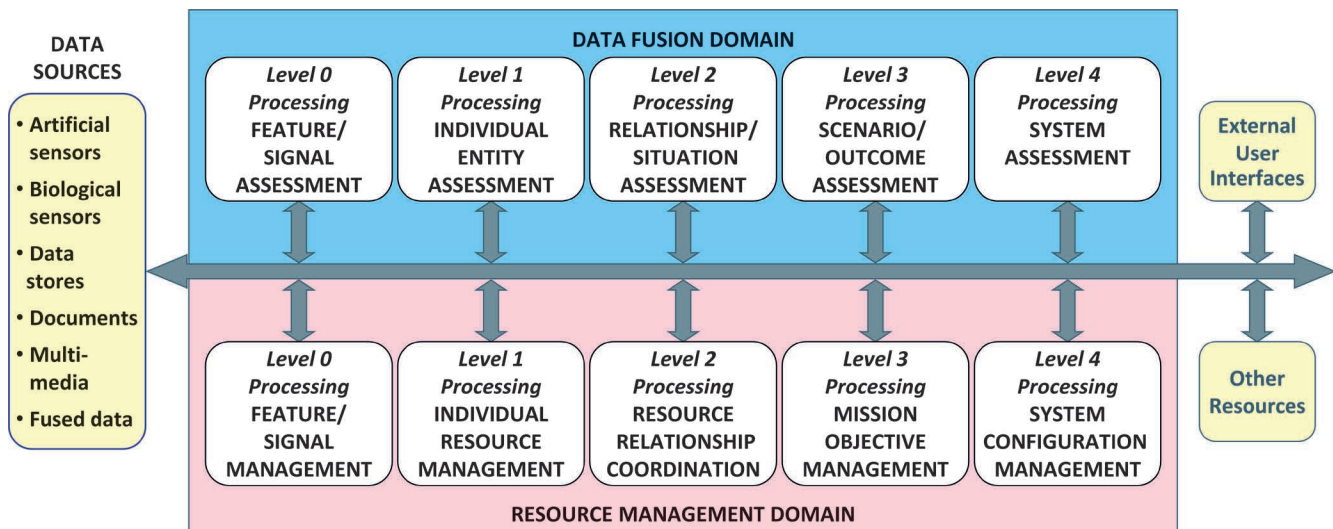 DATA
SOURCES
• Artificial
sensors
• Biological
sensors
• Data
stores
• Documents
• Multi-
media
• Fused data
DATA FUSION DOMAIN
Level 0
Processing
FEATURE/
SIGNAL
ASSESSMENT
Level 1
Processing
INDIVIDUAL
ENTITY
ASSESSMENT
Level 2
Processing
RELATIONSHIP/
SITUATION
ASSESSMENT
Level 3
Processing
SCENARIO/
OUTCOME
ASSESSMENT
Level 4
Processing
SYSTEM
ASSESSMENT
External
User
Interfaces
Level 0
Processing
FEATURE/
SIGNAL
MANAGEMENT
Level 1
Processing
INDIVIDUAL
RESOURCE
MANAGEMENT
Level 2
Processing
RESOURCE
RELATIONSHIP
COORDINATION
Level 3
Processing
MISSION
OBJECTIVE
MANAGEMENT
Level 4
Processing
SYSTEM
CONFIGURATION
MANAGEMENT
Other
Resources
RESOURCE MANAGEMENT DOMAIN